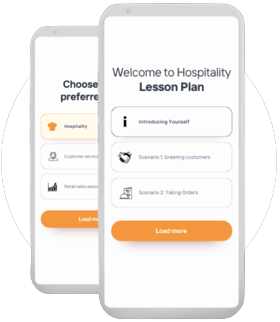 Choose
preferre
Hospitality
Customer service
Retail sales assoc
Load mo
Welcome to Hospitality
Lesson Plan
Introducing Yourself
Scenario 1: Greeting customers
Scenario 2: Taking Orders
Load more